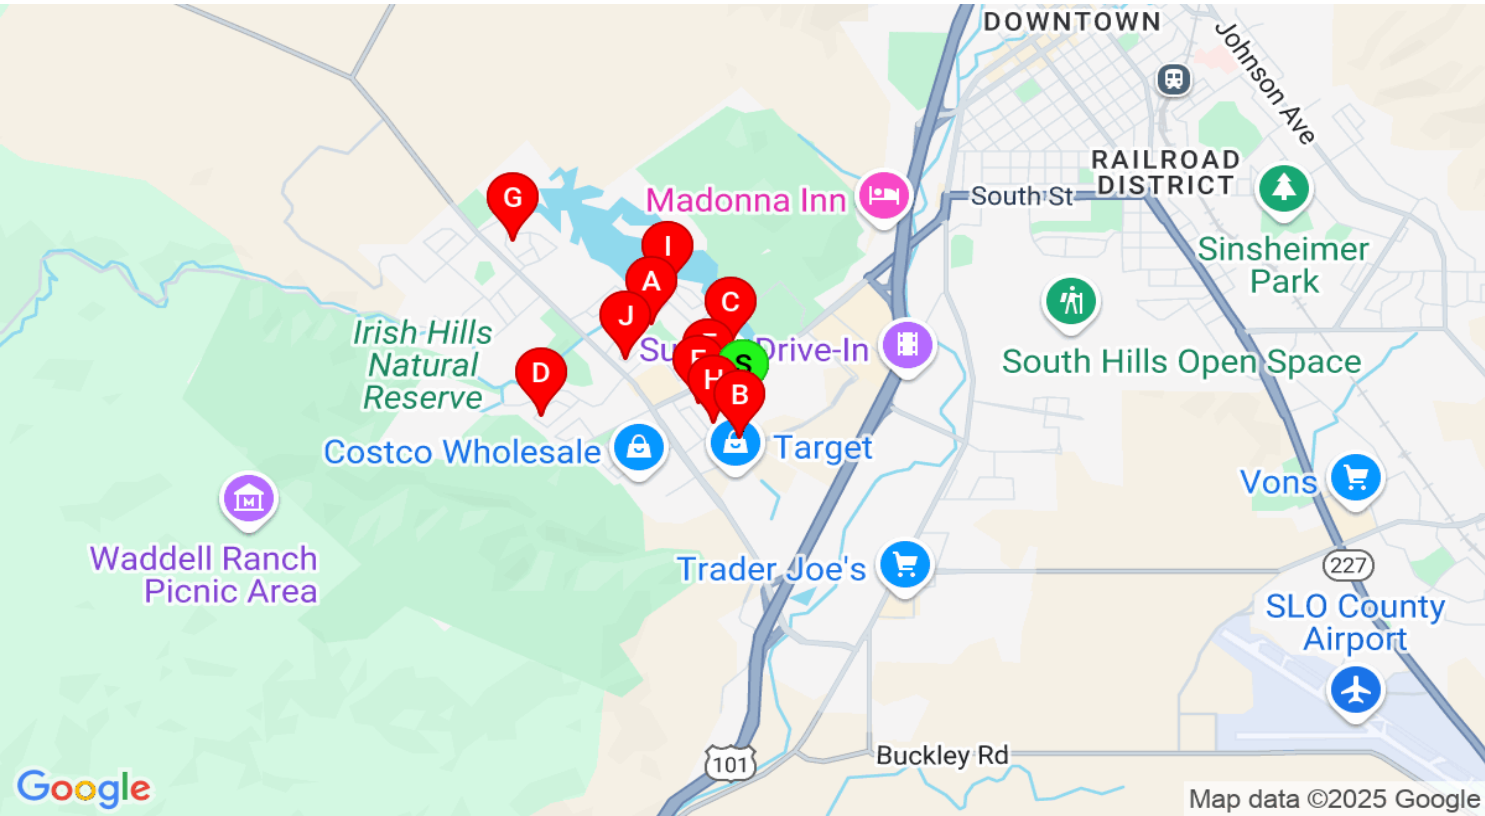 DOWNTOWN
Johnson Ave
RAILROAD
DISTRICT
G
Madonna Inn
South St
Sinsheimer
Park
I
A
C
J
Irish Hills
Natural
Reserve
Drive-In
S
South Hills Open Space
D
H
B
Costco Wholesale
Target
Vons
Waddell Ranch
Picnic Area
Trader Joe's
227
SLO County
Airport
101
Buckley Rd
Google
Map data ©2025 Google